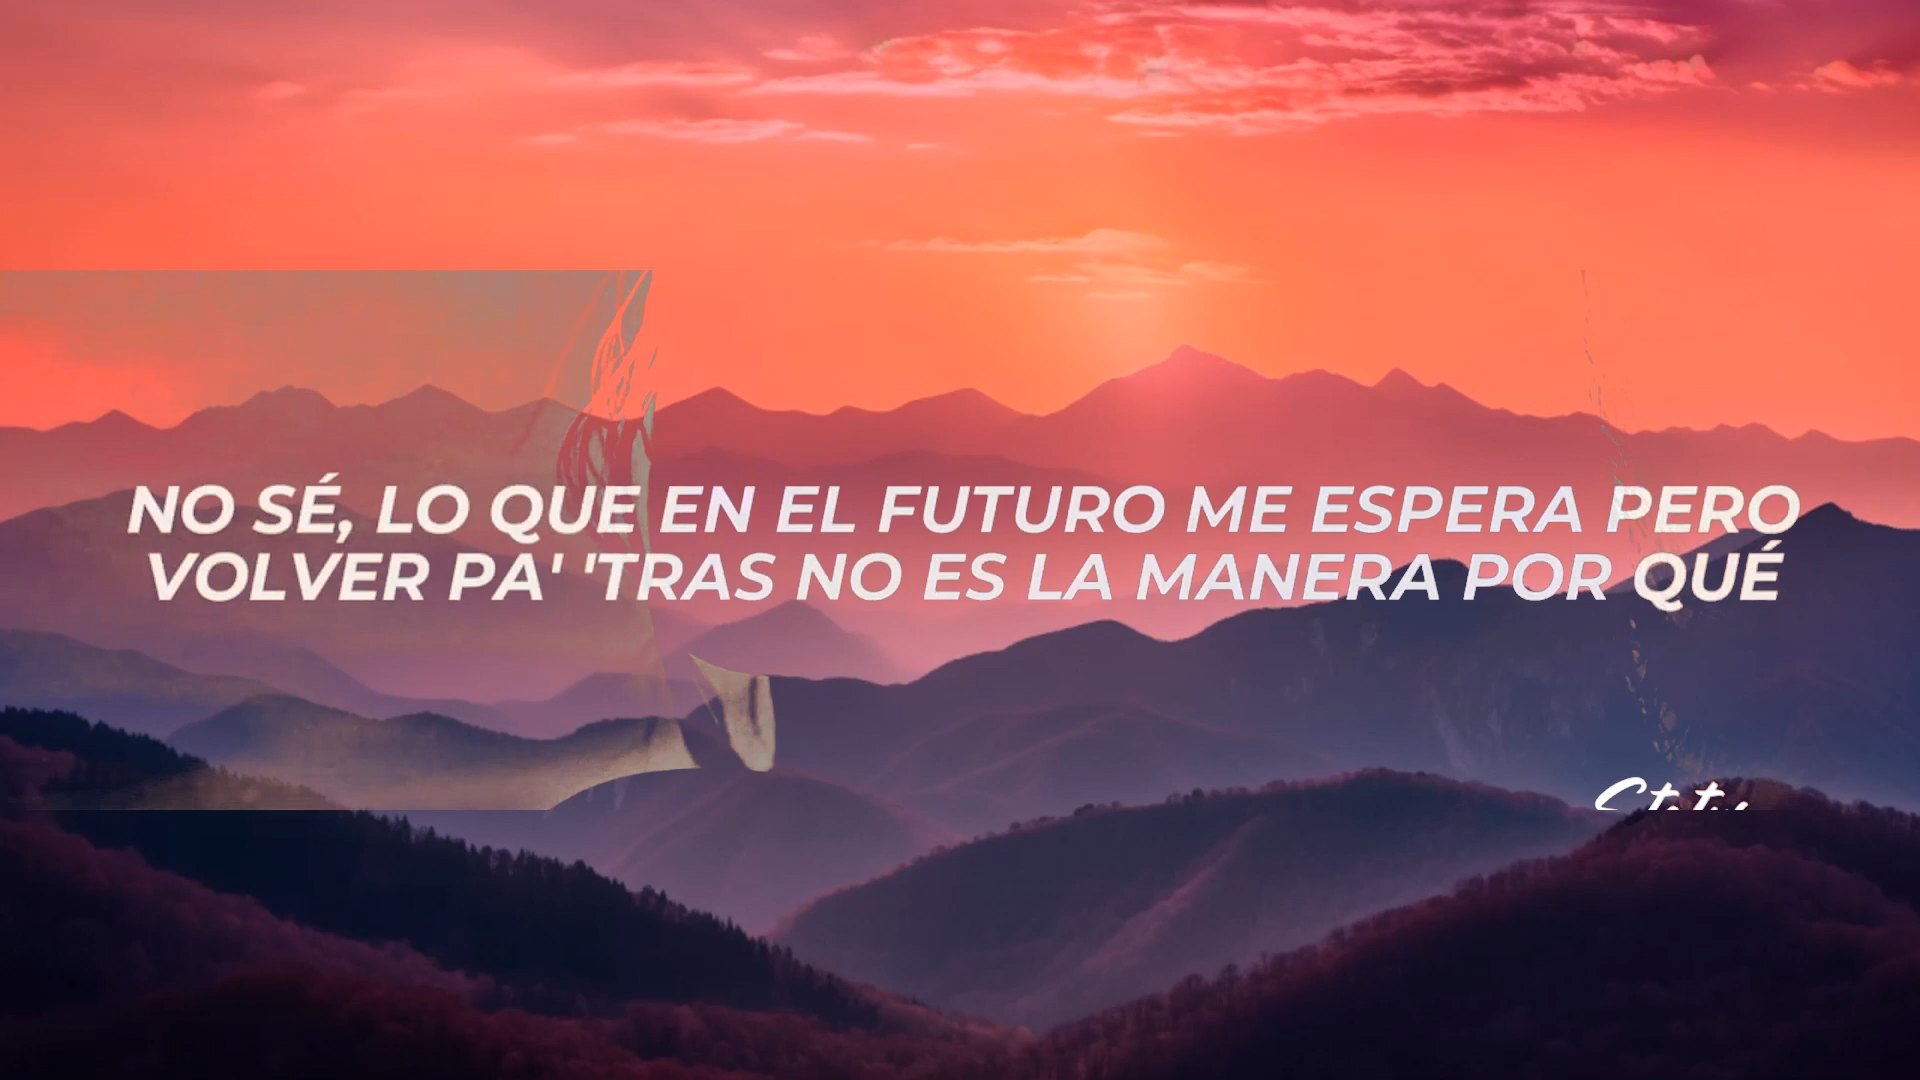 NO SÉ, LO QUE EN EL FUTURO ME ESPERA PERO
VOLVER PA' 'TRAS NO ES LA MANERA POR QUÉ